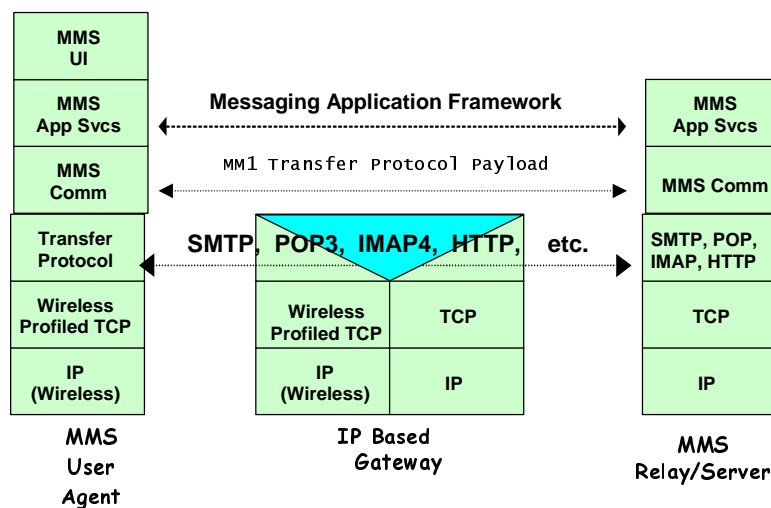 MMS
UI
MMS
App Svcs
MMS
Comm
Transfer
Protocol
Wireless
Profiled TCP
IP
(Wireless)
MMS
User
Agent
Messaging Application Framework
MM1 Transfer Protocol Payload
SMTP, POP3, IMAP4, HTTP, etc.
Wireless
Profiled TCP
TCP
IP
(Wireless)
IP
IP Based
Gateway
MMS
App Svcs
MMS Comm
SMTP, POP,
IMAP, HTTP
TCP
IP
MMS
Relay/Server